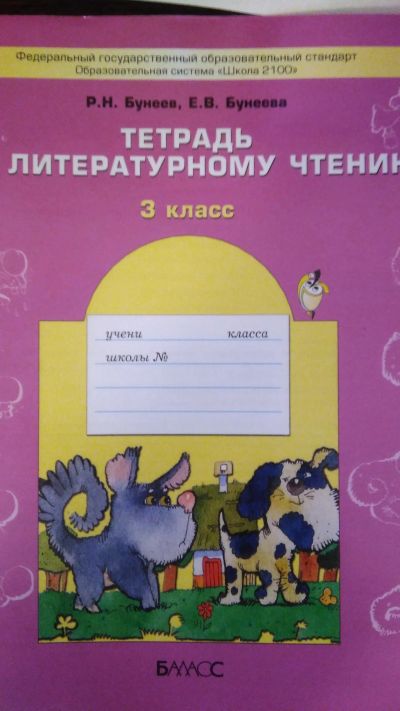 Федеральный государственный образовательный стандарт
Образовательная система «Школа 2100»
Р.Н. Бунеев, Е.В. Бунеева
ТЕТРАДЬ
ЛИТЕРАТУРНОМУ ЧТЕНИ
3 класс
учени класса
школы №
БАЛАСС